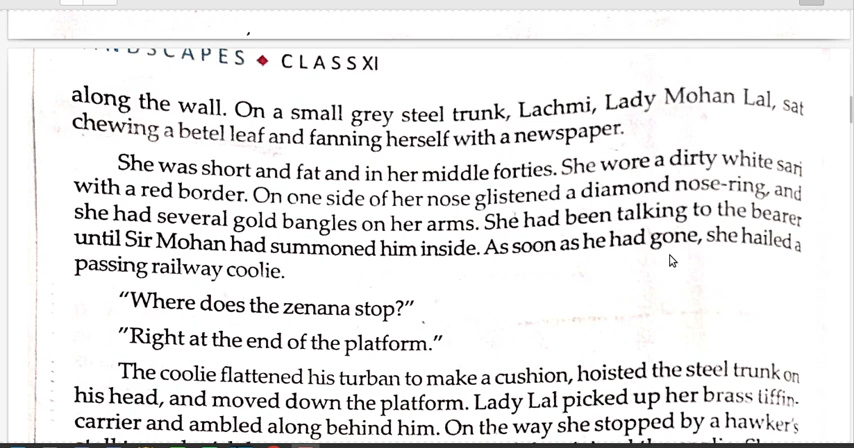 SCAPES ◆ CLASS XI
along the wall. On a small grey steel trunk, Lachmi, Lady Mohan Lal, sat
chewing a betel leaf and fanning herself with a newspaper.
She was short and fat and in her middle forties. She wore a dirty white sari
with a red border. On one side of her nose glistened a diamond nose-ring, and
she had several gold bangles on her arms. She had been talking to the bearer
until Sir Mohan had summoned him inside. As soon as he had gone, she hailed a
passing railway coolie.
"Where does the zenana stop?"
"Right at the end of the platform."
The coolie flattened his turban to make a cushion, hoisted the steel trunk on
his head, and moved down the platform. Lady Lal picked up her brass tiffin-
carrier and ambled along behind him. On the way she stopped by a hawker's